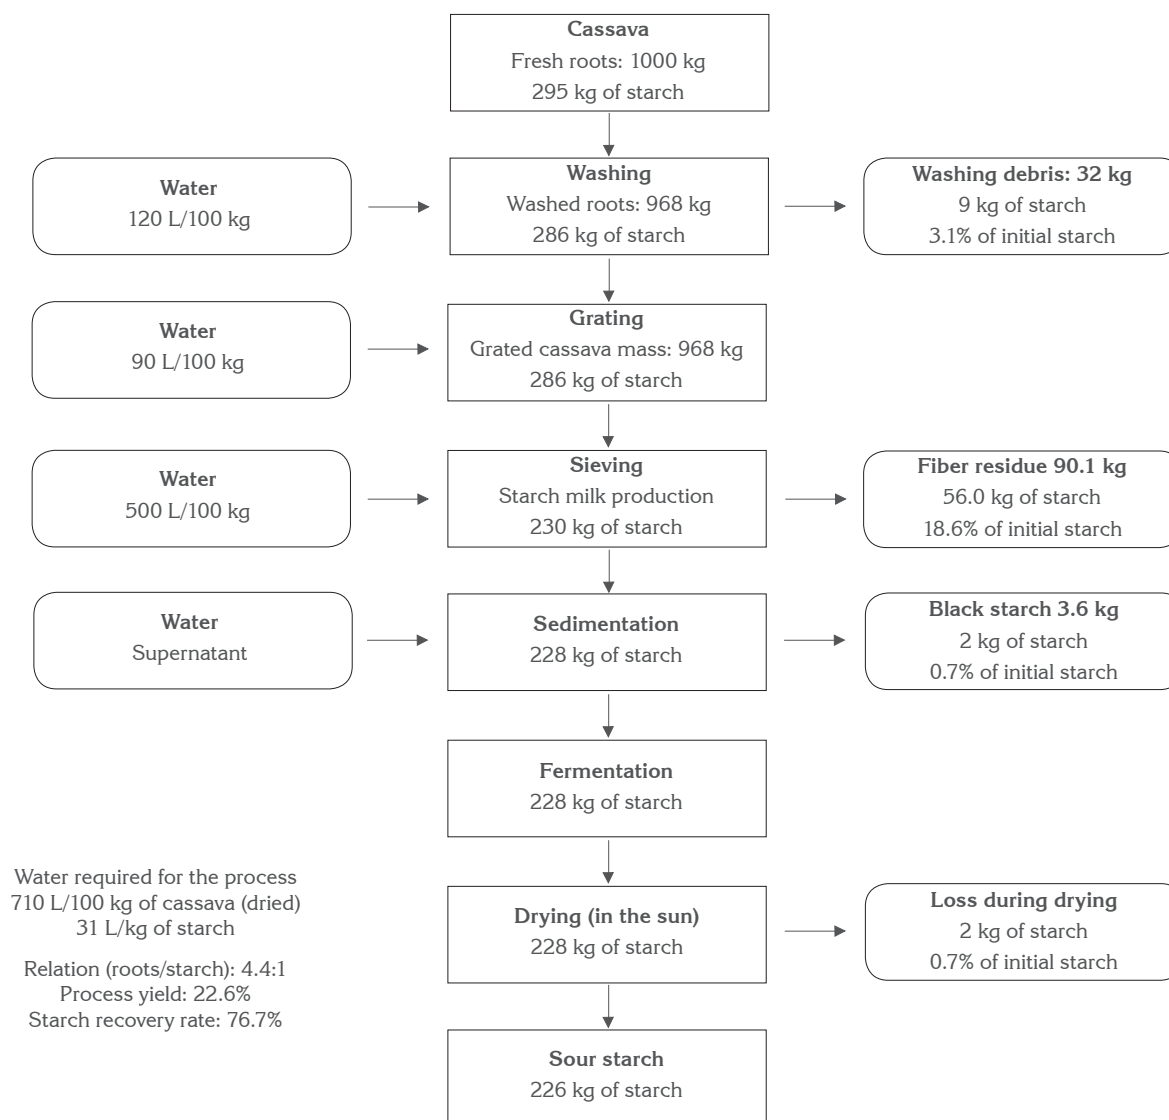 Cassava
Fresh roots: 1000 kg
295 kg of starch
Water
120 L/100 kg
Washing
Washed roots: 968 kg
286 kg of starch
Washing debris: 32 kg
9 kg of starch
3.1% of initial starch
Water
90 L/100 kg
Grating
Grated cassava mass: 968 kg
286 kg of starch
Water
500 L/100 kg
Sieving
Starch milk production
230 kg of starch
Fiber residue 90.1 kg
56.0 kg of starch
18.6% of initial starch
Water
Supernatant
Sedimentation
228 kg of starch
Black starch 3.6 kg
2 kg of starch
0.7% of initial starch
Fermentation
228 kg of starch
Water required for the process
710 L/100 kg of cassava (dried)
31 L/kg of starch
Relation (roots/starch): 4.4:1
Process yield: 22.6%
Starch recovery rate: 76.7%
Drying (in the sun)
228 kg of starch
Loss during drying
2 kg of starch
0.7% of initial starch
Sour starch
226 kg of starch